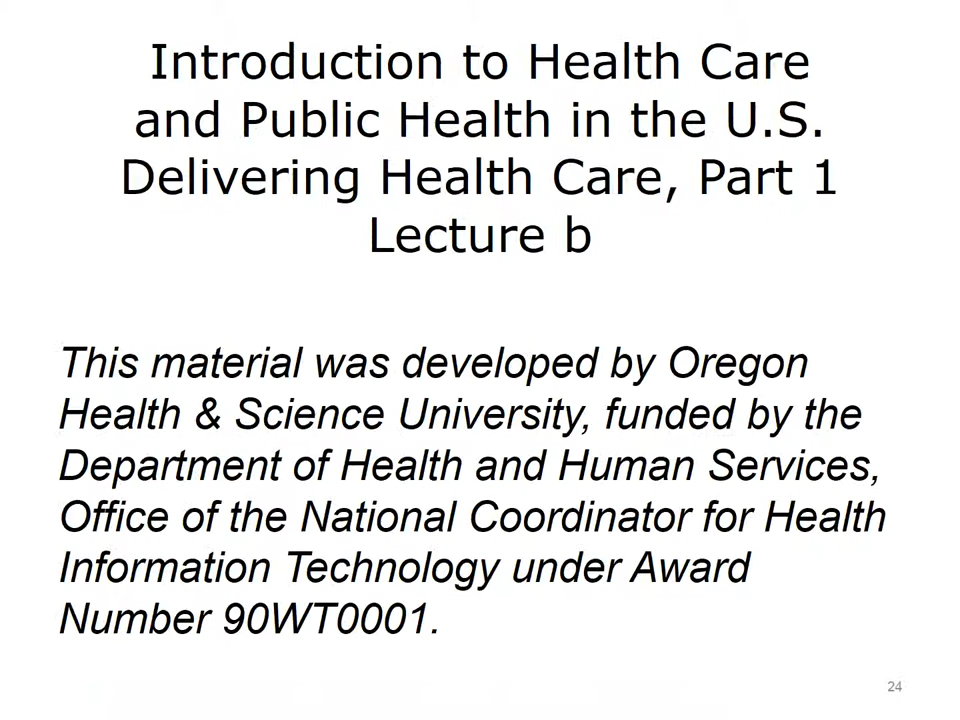 Introduction to Health Care
and Public Health in the U.S.
Delivering Health Care, Part 1
Lecture b
This material was developed by Oregon
Health & Science University, funded by the
Department of Health and Human Services,
Office of the National Coordinator for Health
Information Technology under Award
Number 90WT0001.
24